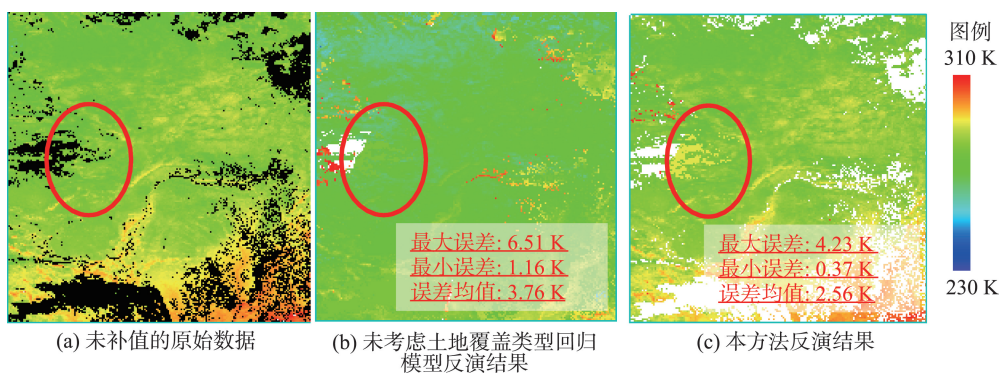 图例
310 K
230 K
最大误差: 6.51 K
最小误差: 1.16 K
误差均值: 3.76 K
最大误差: 4.23 K
最小误差: 0.37 K
误差均值: 2.56 K
(a) 未补值的原始数据
(b) 未考虑土地覆盖类型回归
模型反演结果
(c) 本方法反演结果